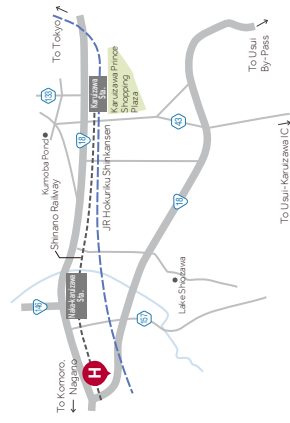 To Tokyo
To Usui
By-Pass
133
Karuizawa
Sta.
Karuizawa Prince
Shopping
Plaza
Kumoba Pond
18
43
JR Hokuriku Shinkansen
Shinano Railway
To Usui-Karuizawa IC
18
Naka-Karuizawa
Sta.
Lake Shiozawa
146
157
H
To Komoro,
Nagano